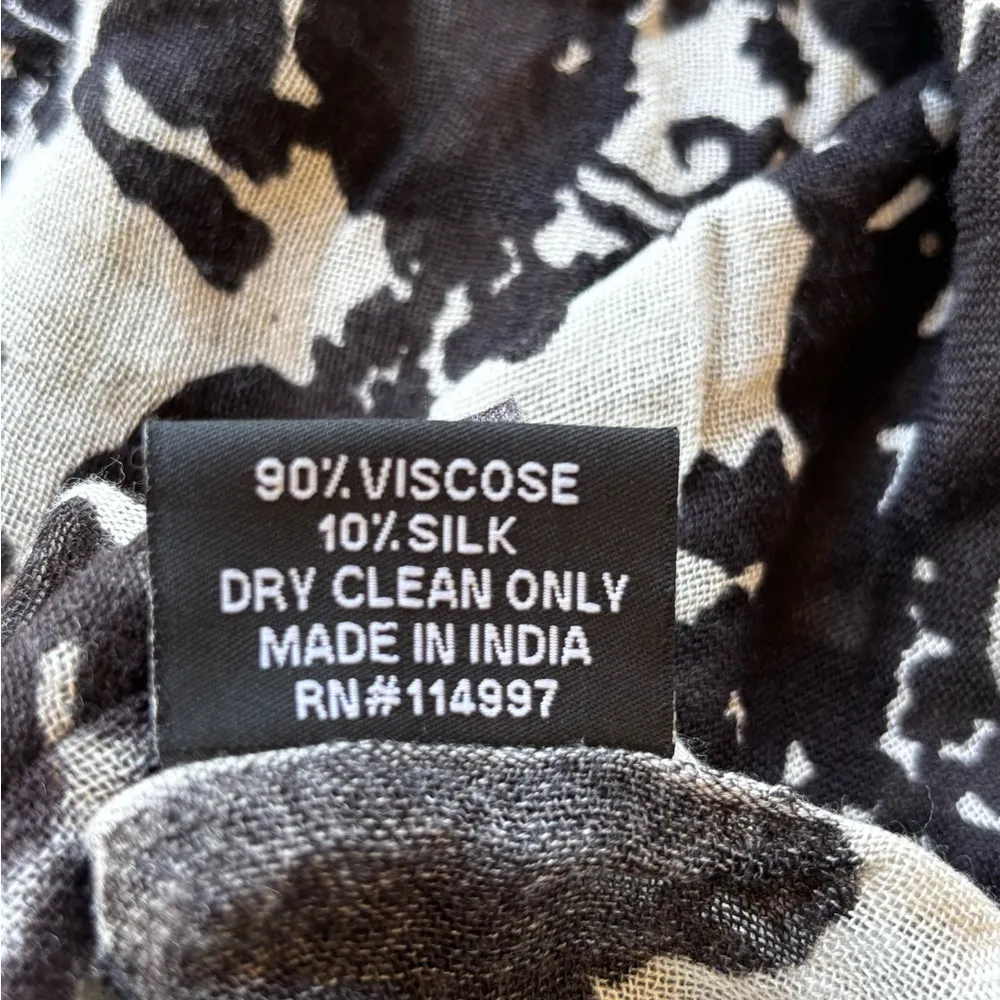 90% VISCOSE
10% SILK
DRY CLEAN ONLY
MADE IN INDIA
RN#114997